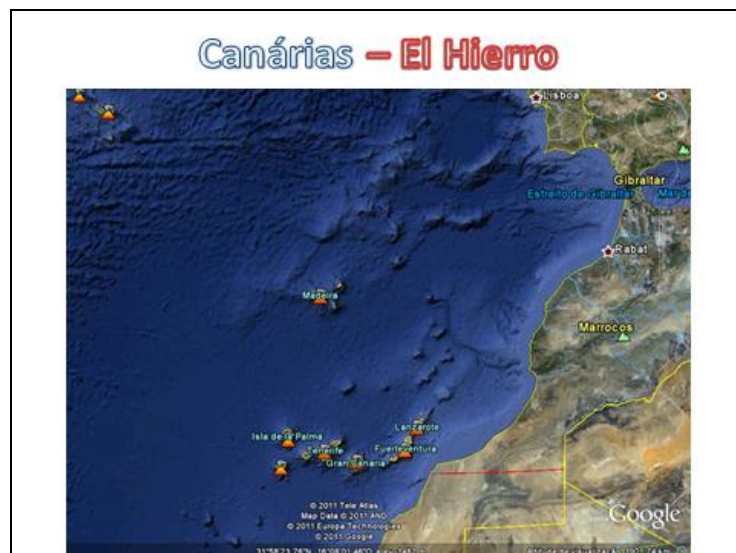 Canárias – El Hierro
Lisboa
Gibraltar
Estreito de Gibraltar
Rabat
Madeira
Marrocos
Lanzarote
Isla de la Palma
Tenerife
Fuerteventura
Gran Canaria
© 2011 Tele Atlas
Map Data © 2011 AND
© 2011 Europa Technologies
© 2011 Google
Google